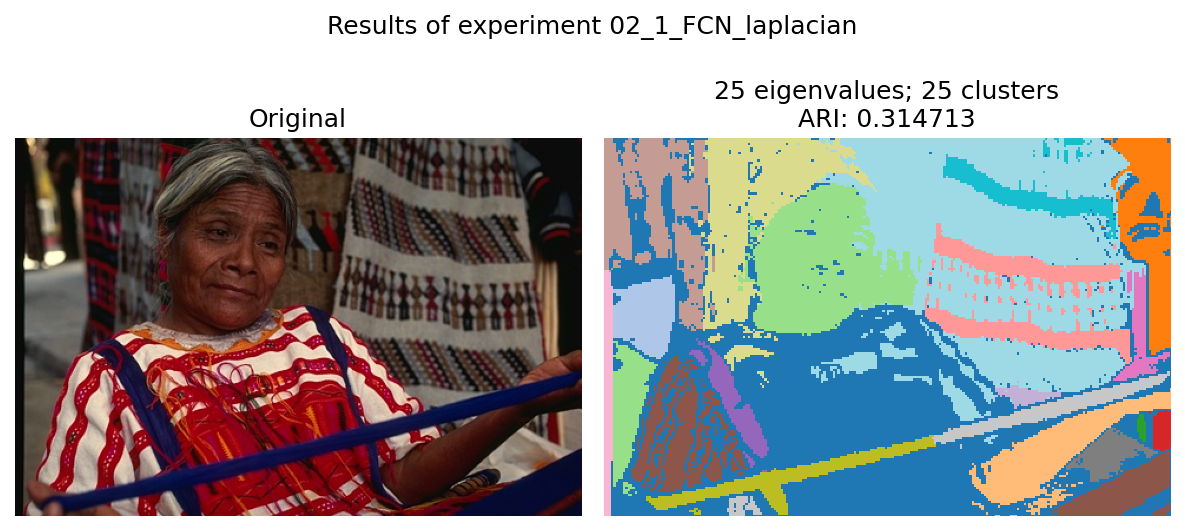 Results of experiment 02_1_FCN_laplacian
Original
25 eigenvalues; 25 clusters
ARI: 0.314713